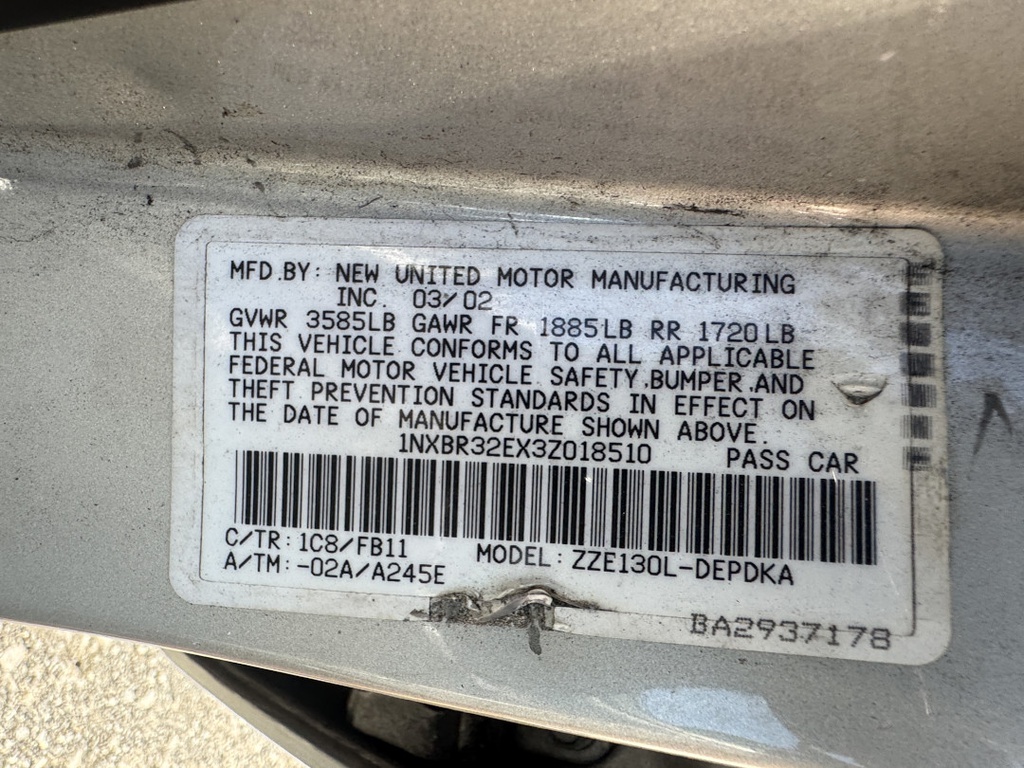 MFD.BY: NEW UNITED MOTOR MANUFACTURING
INC. 03/02
GVWR 3585LB GAWR FR 1885LB RR 1720LB
THIS VEHICLE CONFORMS TO ALL APPLICABLE
FEDERAL MOTOR VEHICLE SAFETY,BUMPER,AND
THEFT PREVENTION STANDARDS IN EFFECT ON
THE DATE OF MANUFACTURE SHOWN ABOVE.
1NXBR32EX3Z018510 PASS CAR
C/TR:1C8/FB11 MODEL:ZZE130L-DEPDKA
A/TM:-02A/A245E
BA2937178